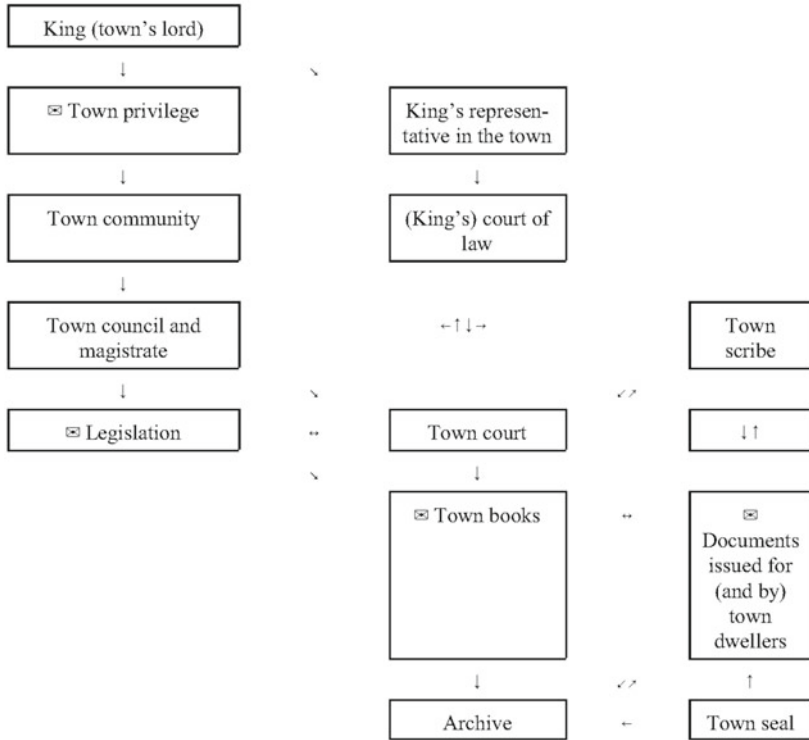 King (town's lord)
↓ ↘
✉ Town privilege
King's represen-
tative in the town
↓ ↓
Town community
(King's) court of
law
↓
Town council and
magistrate
←↑↓→
Town
scribe
↓ ↘ ↙↗
✉ Legislation ↔ Town court ↓↑
↘ ↓
✉ Town books ↔ ✉
Documents
issued for
(and by)
town
dwellers
↓ ↙↗ ↑
Archive ← Town seal